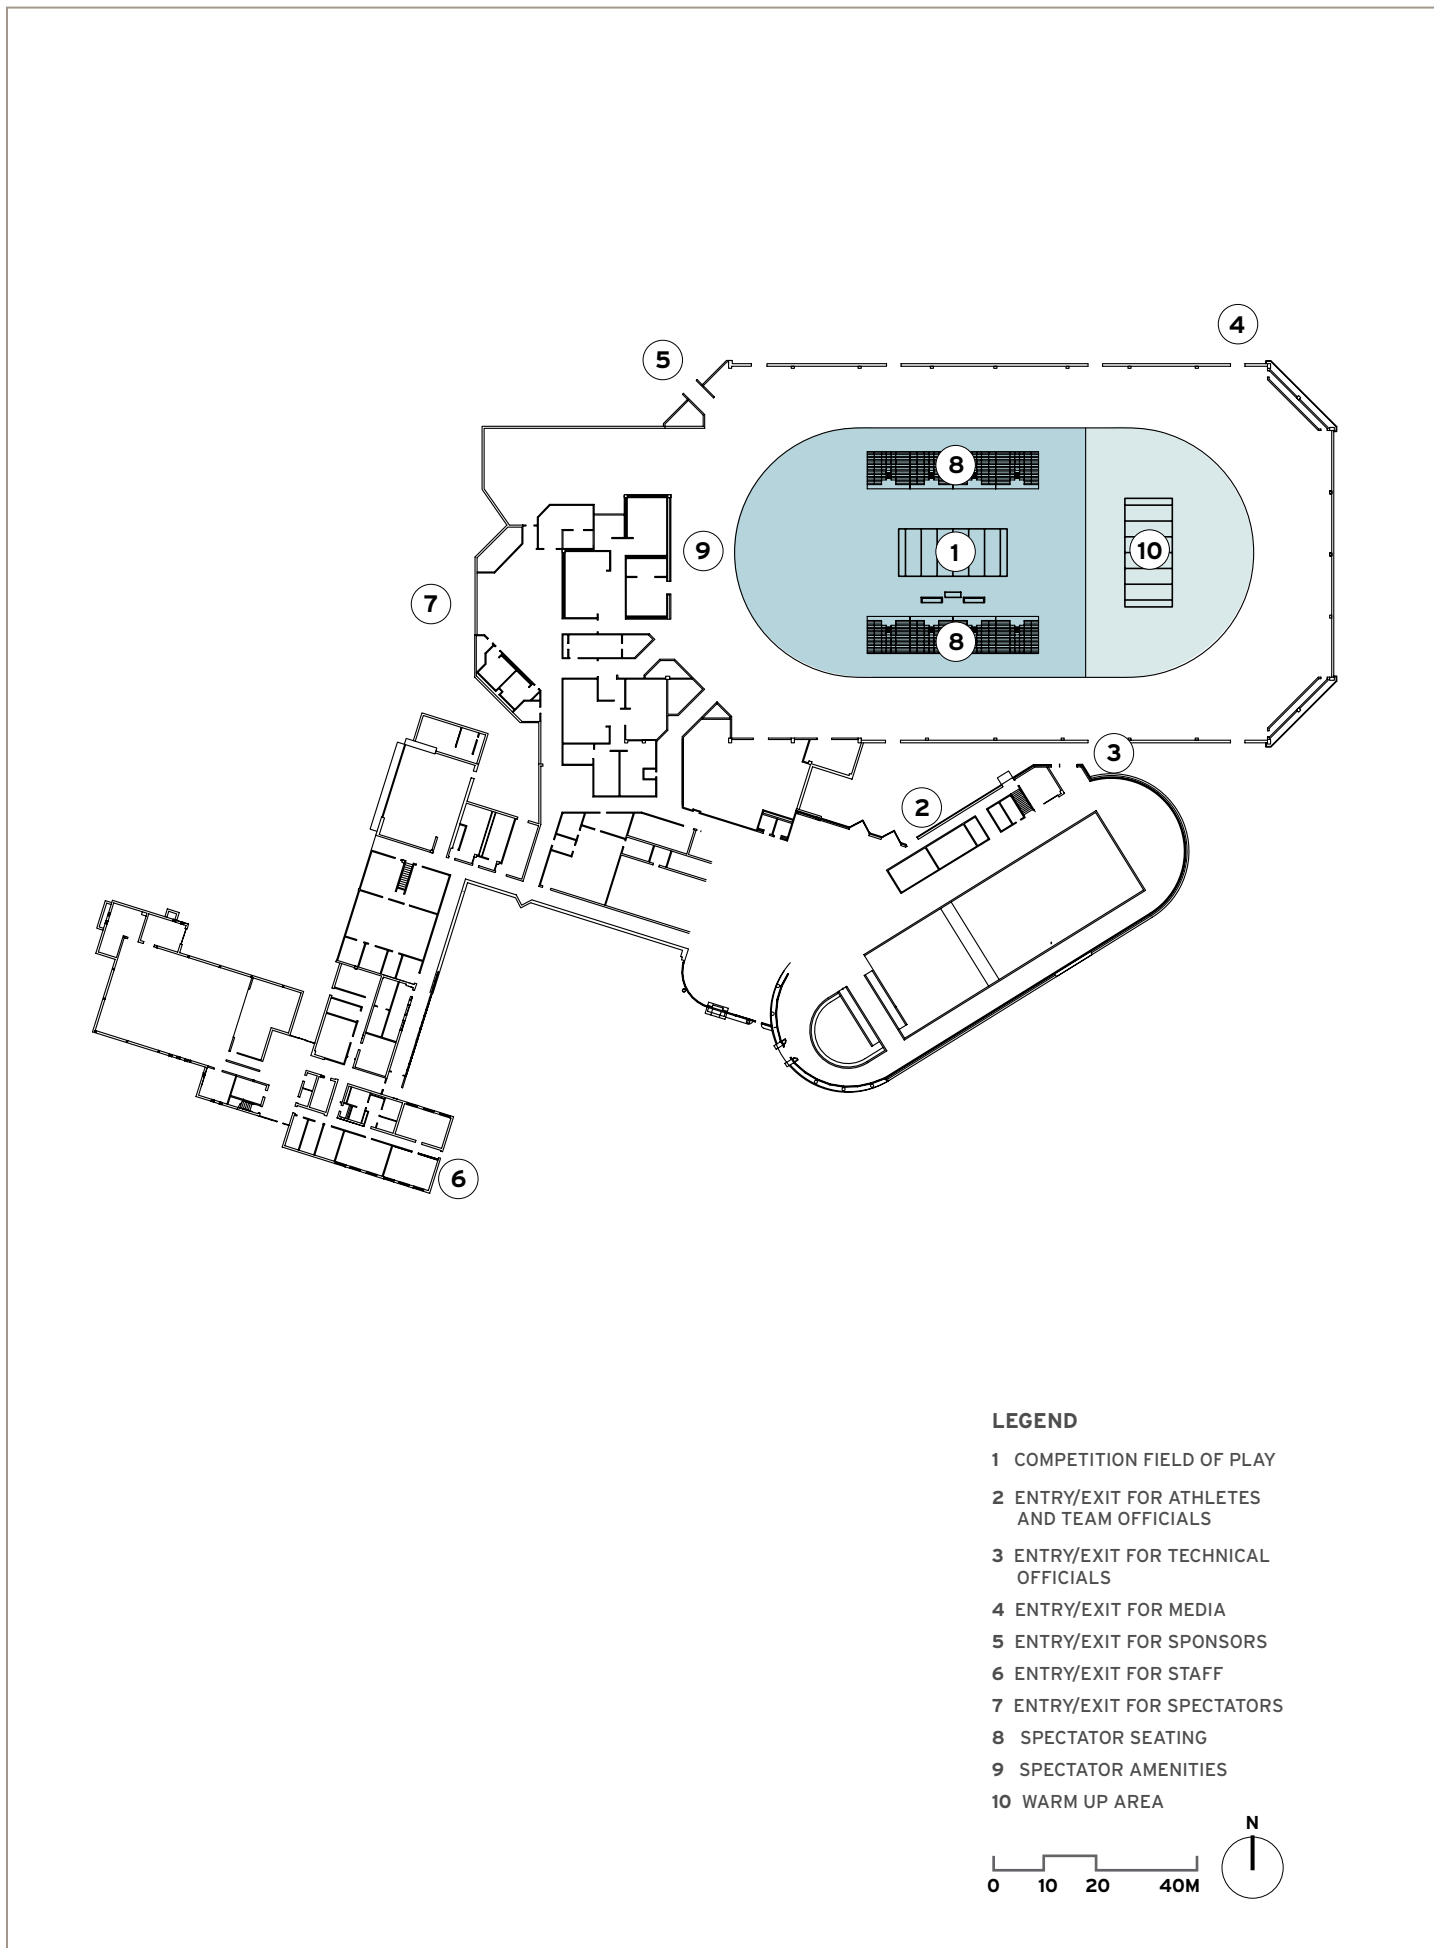 4
5
8
1
10
9
7
8
3
2
6
LEGEND
1 COMPETITION FIELD OF PLAY
2 ENTRY/EXIT FOR ATHLETES
AND TEAM OFFICIALS
3 ENTRY/EXIT FOR TECHNICAL
OFFICIALS
4 ENTRY/EXIT FOR MEDIA
5 ENTRY/EXIT FOR SPONSORS
6 ENTRY/EXIT FOR STAFF
7 ENTRY/EXIT FOR SPECTATORS
8 SPECTATOR SEATING
9 SPECTATOR AMENITIES
10 WARM UP AREA
N
0 10 20 40M